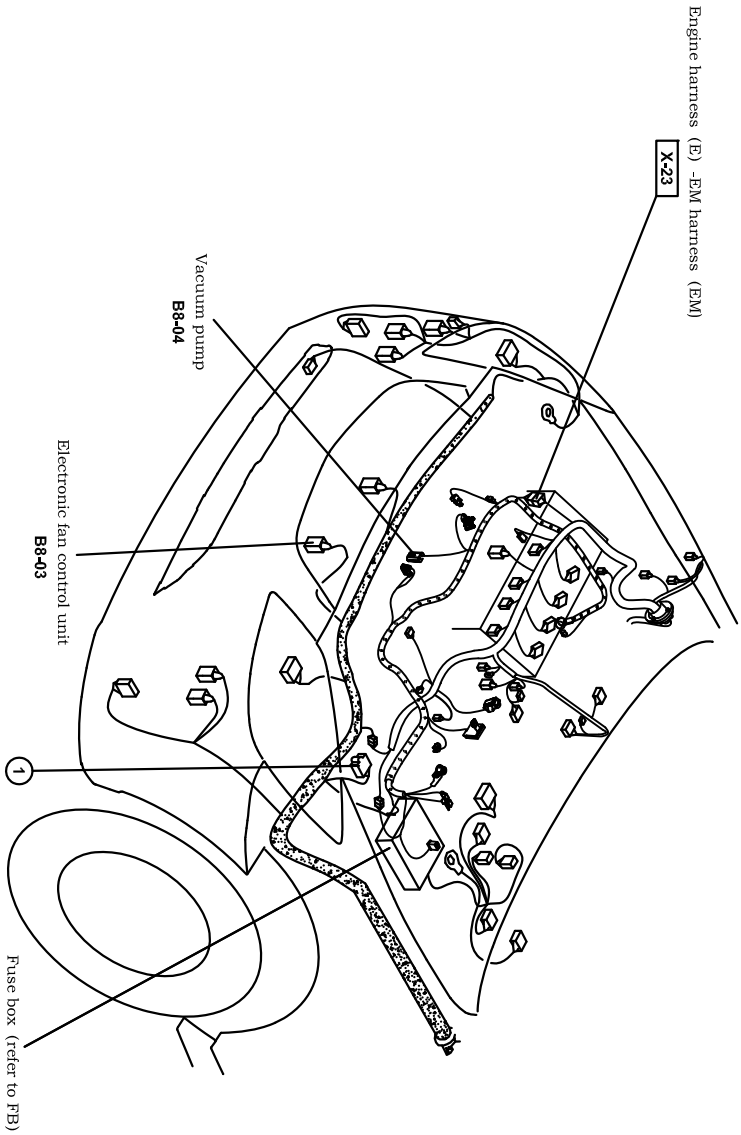 Engine harness (E) -EM harness (EM)
X-23
Vacuum pump
B8-04
Electronic fan control unit
B8-03
1
Fuse box (refer to FB)